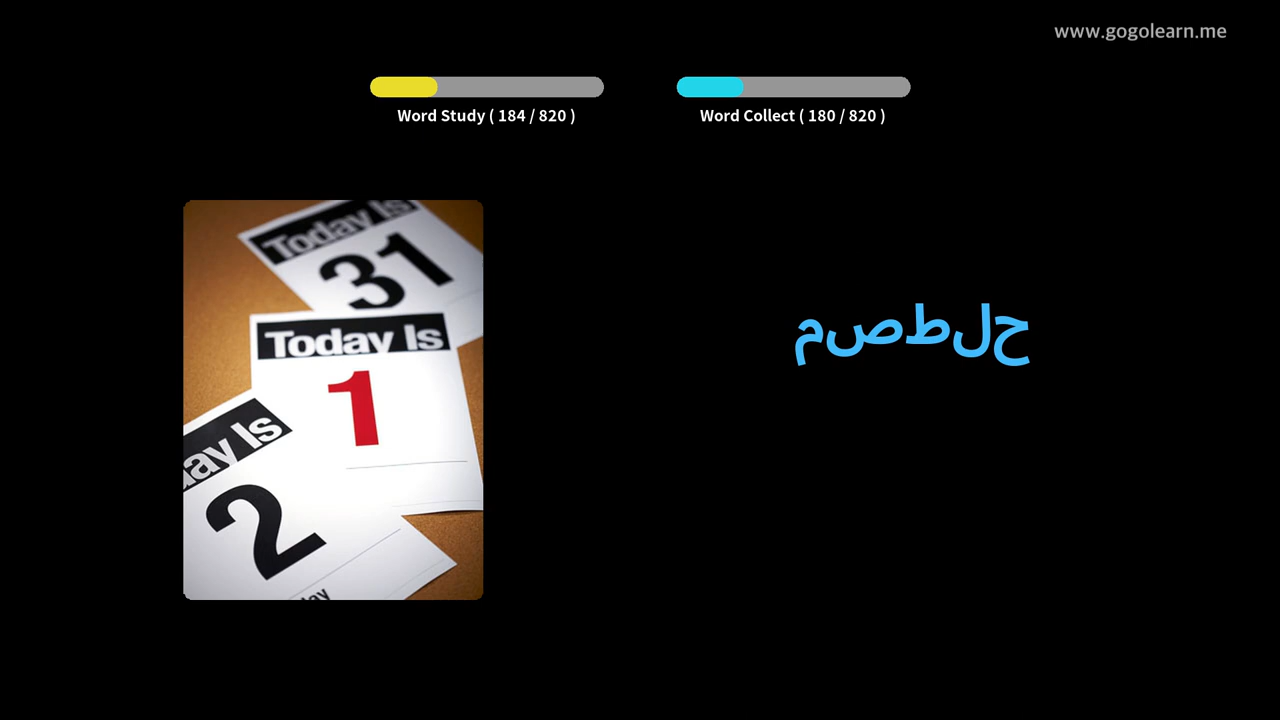 www.gogolearn.me
Word Study ( 184 / 820 )
Word Collect ( 180 / 820 )
Today Is
31
Today Is
1
ay Is
2
مصطلح